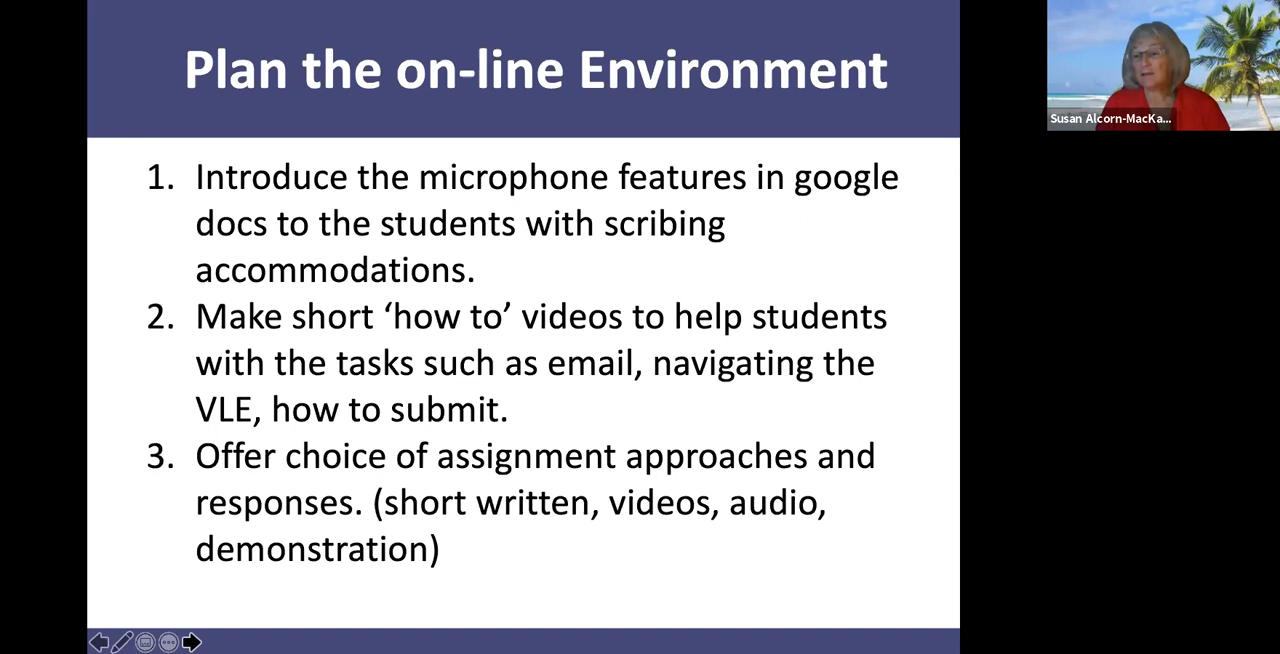 Plan the on-line Environment
1. Introduce the microphone features in google
docs to the students with scribing
accommodations.
2. Make short ‘how to’ videos to help students
with the tasks such as email, navigating the
VLE, how to submit.
3. Offer choice of assignment approaches and
responses. (short written, videos, audio,
demonstration)
Susan Alcorn-MacKa...